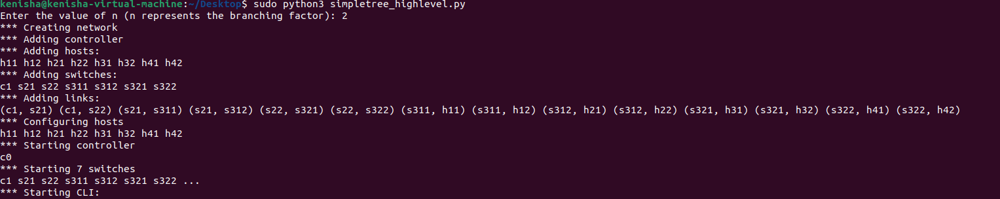 kenisha@kenisha-virtual-machine:~/Desktop$ sudo python3 simpletree_highlevel.py
Enter the value of n (n represents the branching factor): 2
*** Creating network
*** Adding controller
*** Adding hosts:
h11 h12 h21 h22 h31 h32 h41 h42
*** Adding switches:
c1 s21 s22 s311 s312 s321 s322
*** Adding links:
(c1, s21) (c1, s22) (s21, s311) (s21, s312) (s22, s321) (s22, s322) (s311, h11) (s311, h12) (s312, h21) (s312, h22) (s321, h31) (s321, h32) (s322, h41) (s322, h42)
*** Configuring hosts
h11 h12 h21 h22 h31 h32 h41 h42
*** Starting controller
c0
*** Starting 7 switches
c1 s21 s22 s311 s312 s321 s322 ...
*** Starting CLI: